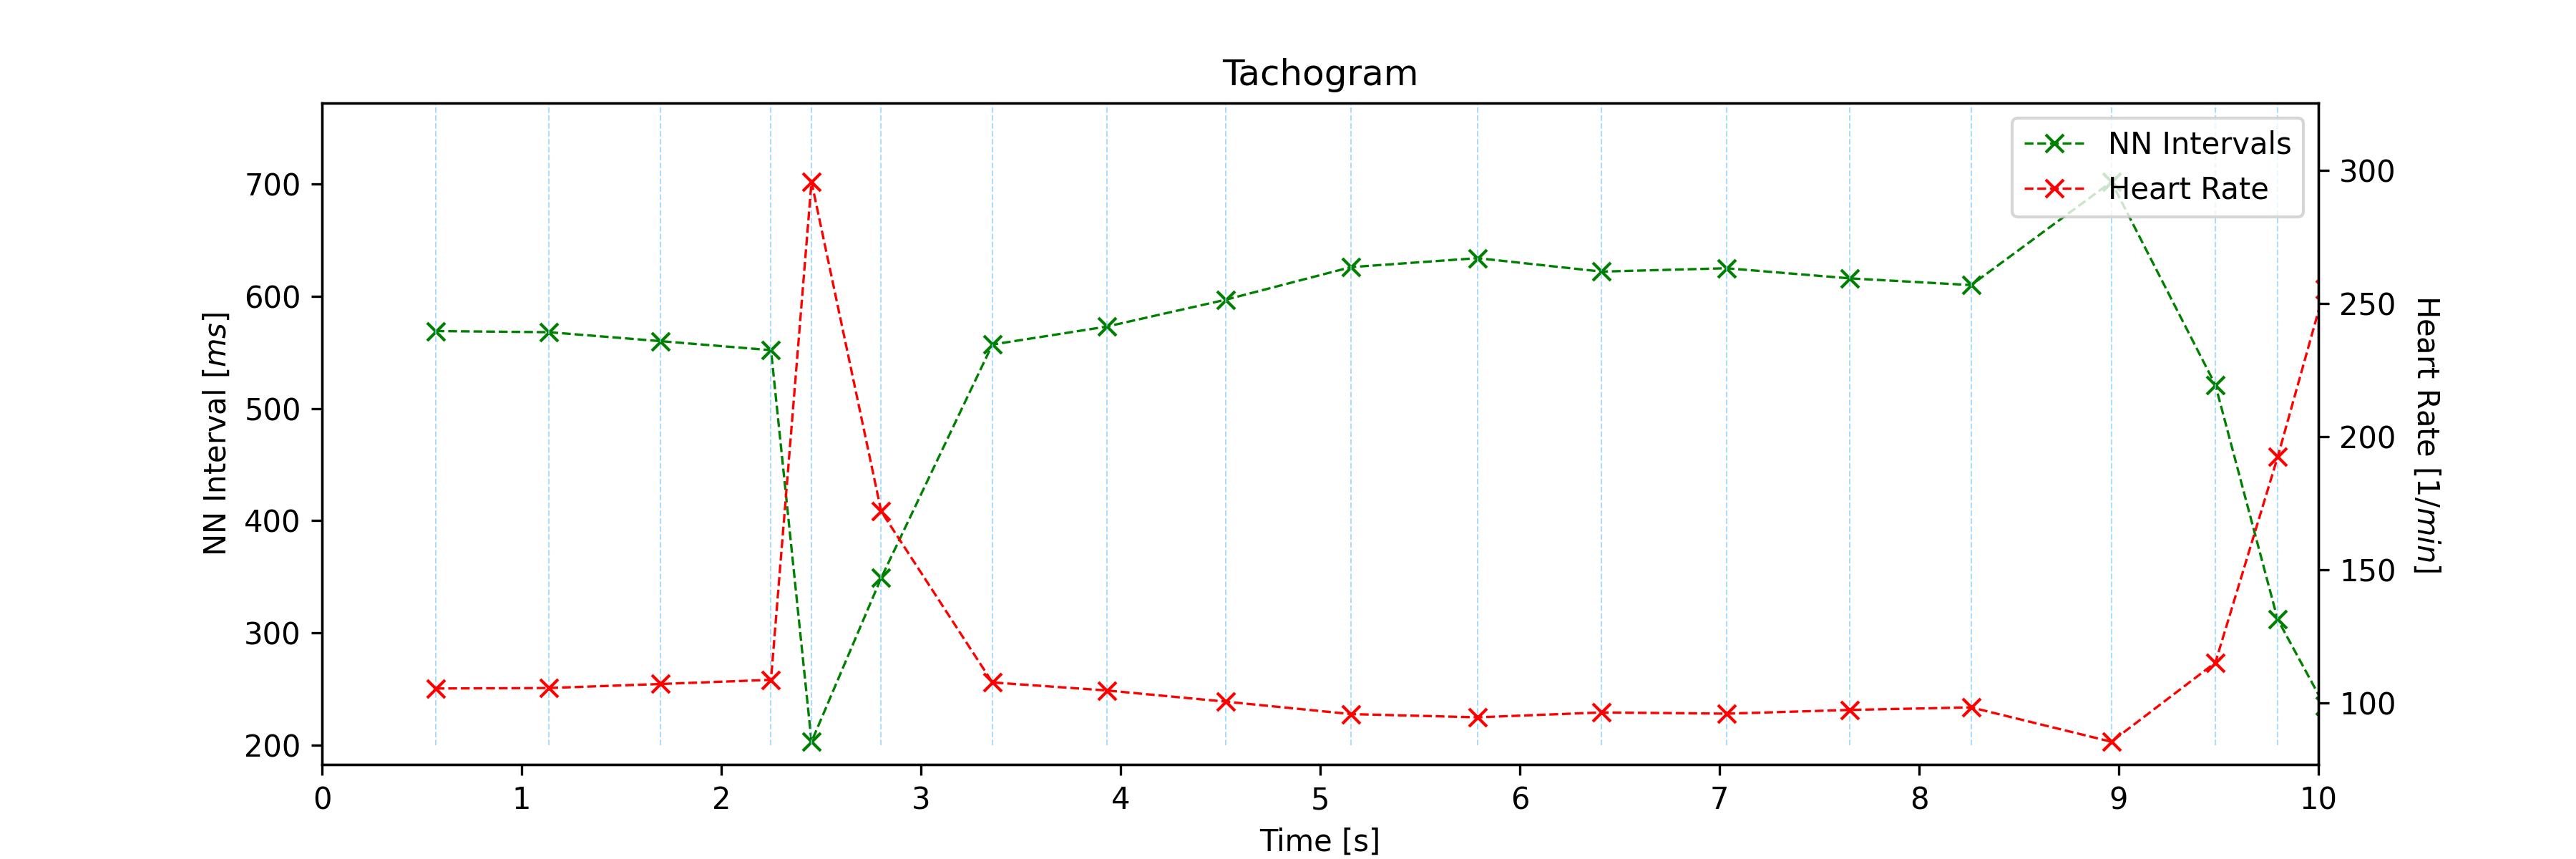 Tachogram
NN Intervals
Heart Rate
700
600
500
400
300
200
NN Interval [ms]
300
250
200
150
100
Heart Rate [1/min]
0 1 2 3 4 5 6 7 8 9 10
Time [s]